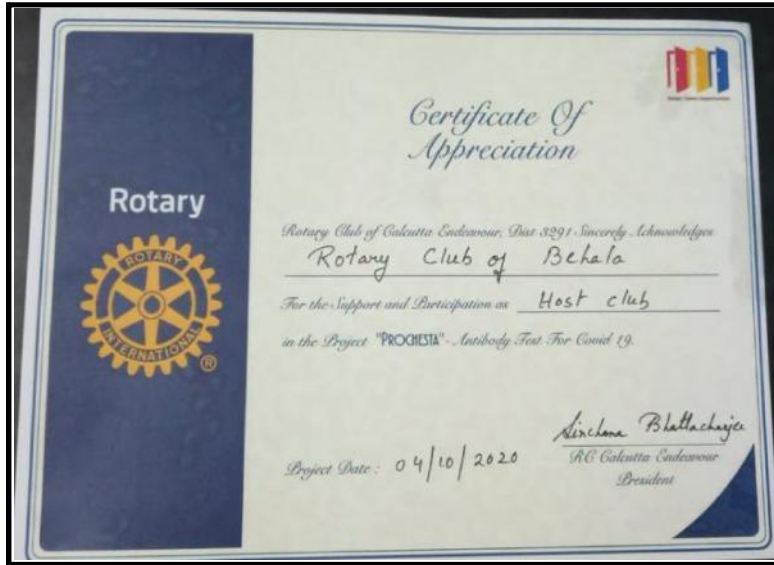 Certificate Of
Appreciation
Rotary
ROTARY
INTERNATIONAL
®
Rotary Club of Calcutta Endeavour, Dist 3291 Sincerely Acknowledges
Rotary Club of Behala
For the Support and Participation as Host club
in the Project "PROCHESTA"- Antibody Test For Covid 19.
Project Date : 04/10/2020
Sinchana Bhattacharjee
RC Calcutta Endeavour
President